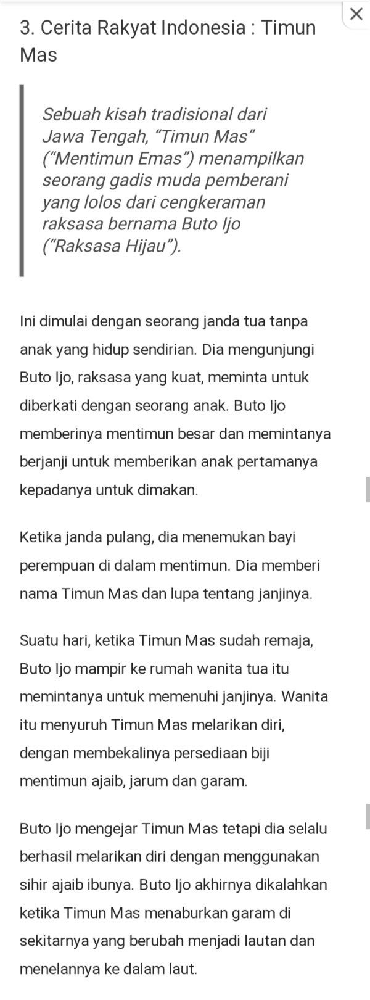 3. Cerita Rakyat Indonesia : Timun
Mas
Sebuah kisah tradisional dari
Jawa Tengah, “Timun Mas”
(“Mentimun Emas”) menampilkan
seorang gadis muda pemberani
yang lolos dari cengkeraman
raksasa bernama Buto Ijo
(“Raksasa Hijau”).
Ini dimulai dengan seorang janda tua tanpa
anak yang hidup sendirian. Dia mengunjungi
Buto Ijo, raksasa yang kuat, meminta untuk
diberkati dengan seorang anak. Buto Ijo
memberinya mentimun besar dan memintanya
berjanji untuk memberikan anak pertamanya
kepadanya untuk dimakan.
Ketika janda pulang, dia menemukan bayi
perempuan di dalam mentimun. Dia memberi
nama Timun Mas dan lupa tentang janjinya.
Suatu hari, ketika Timun Mas sudah remaja,
Buto Ijo mampir ke rumah wanita tua itu
memintanya untuk memenuhi janjinya. Wanita
itu menyuruh Timun Mas melarikan diri,
dengan membekalinya persediaan biji
mentimun ajaib, jarum dan garam.
Buto Ijo mengejar Timun Mas tetapi dia selalu
berhasil melarikan diri dengan menggunakan
sihir ajaib ibunya. Buto Ijo akhirnya dikalahkan
ketika Timun Mas menaburkan garam di
sekitarnya yang berubah menjadi lautan dan
menelannya ke dalam laut.